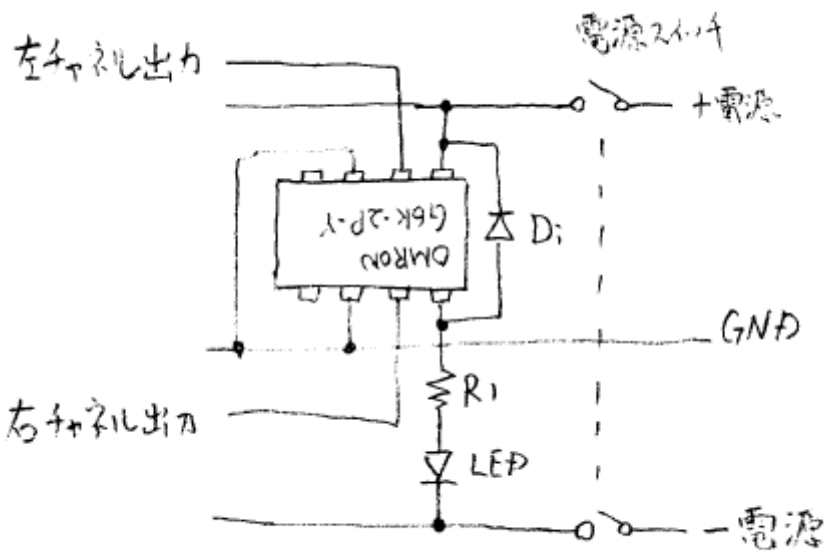 電源スイッチ
左チャネル出力
+電源
OMRON
G6K-2P-Y
Di
GND
R1
右チャネル出力
LED
-電源